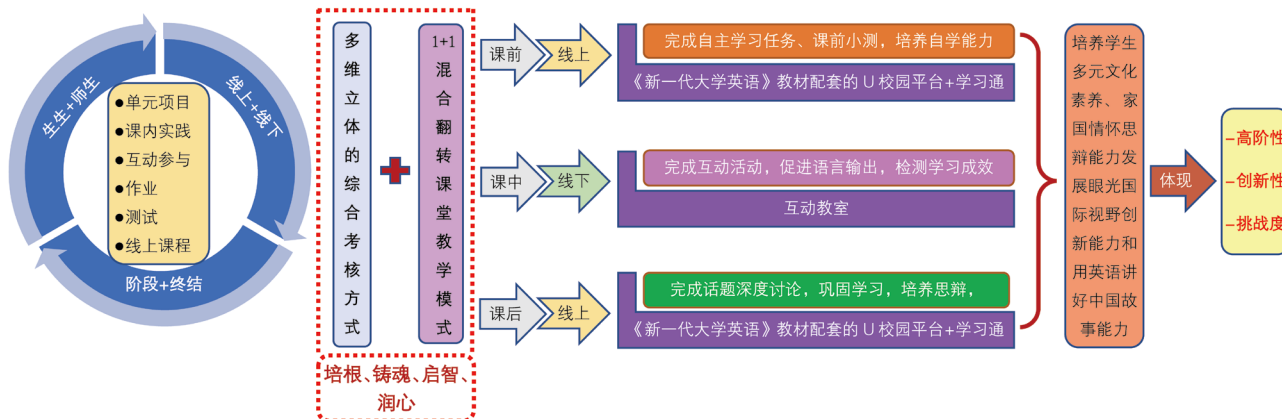 生生+师生
线上+线下
阶段+终结
●单元项目
●课内实践
●互动参与
●作业
●测试
●线上课程
多维立体的综合考核方式
1+1
混合翻转课堂教学模式
培根、铸魂、启智、
润心
课前
线上
完成自主学习任务、课前小测，培养自学能力
《新一代大学英语》教材配套的U校园平台+学习通
课中
线下
完成互动活动，促进语言输出，检测学习成效
互动教室
课后
线上
完成话题深度讨论，巩固学习，培养思辩，
《新一代大学英语》教材配套的U校园平台+学习通
培养学生
多元文化
素养、家
国情怀思
辩能力发
展眼光国
际视野创
新能力和
用英语讲
好中国故
事能力
体现
–高阶性
–创新性
–挑战度